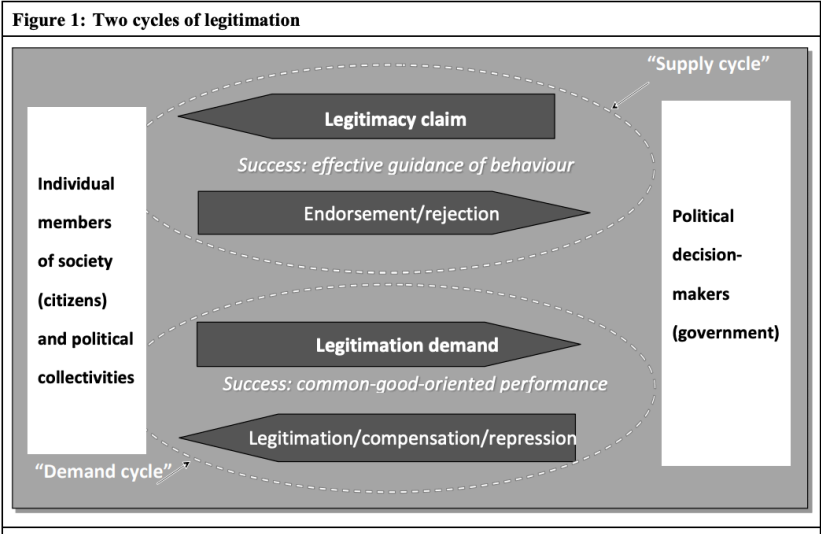 Figure 1: Two cycles of legitimation
“Supply cycle”
Legitimacy claim
Success: effective guidance of behaviour
Endorsement/rejection
Individual
members
of society
(citizens)
and political
collectivities
Political
decision-
makers
(government)
Legitimation demand
Success: common-good-oriented performance
Legitimation/compensation/repression
“Demand cycle”